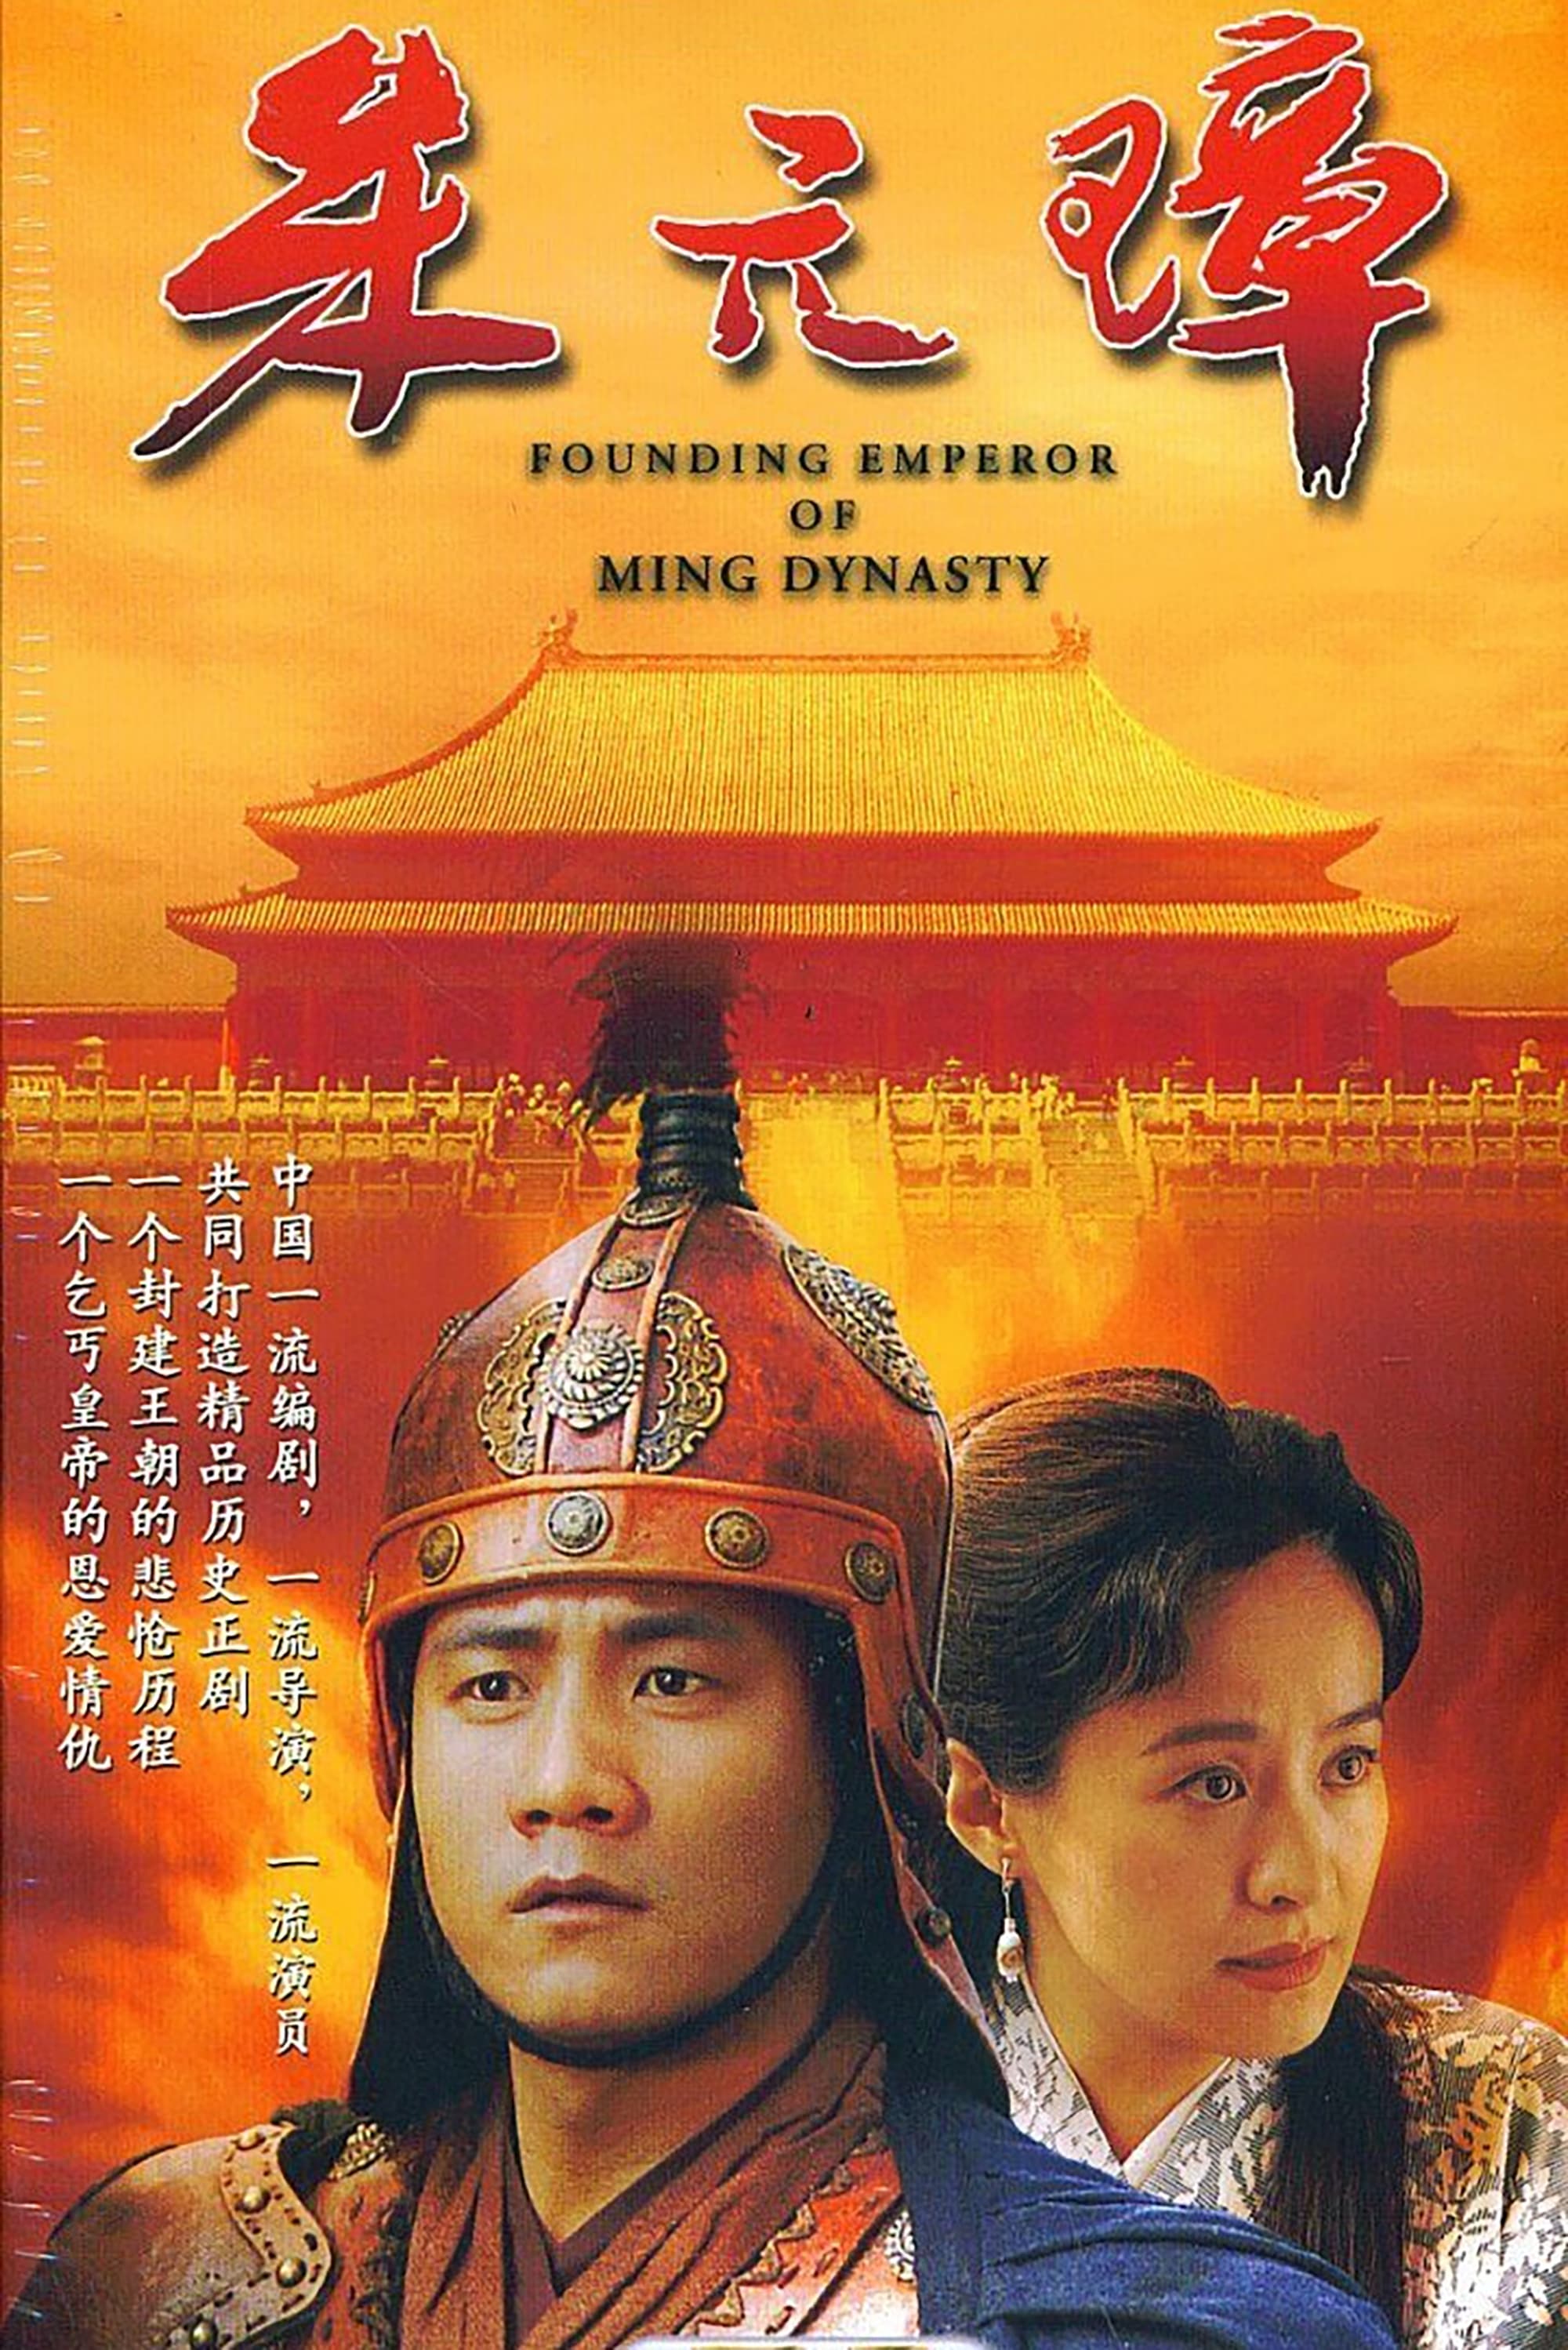 朱元璋
FOUNDING EMPEROR
OF
MING DYNASTY
中国一流编剧，一流导演，一流演员
共同打造精品历史正剧
一个封建王朝的悲怆历程
一个乞丐皇帝的恩爱情仇